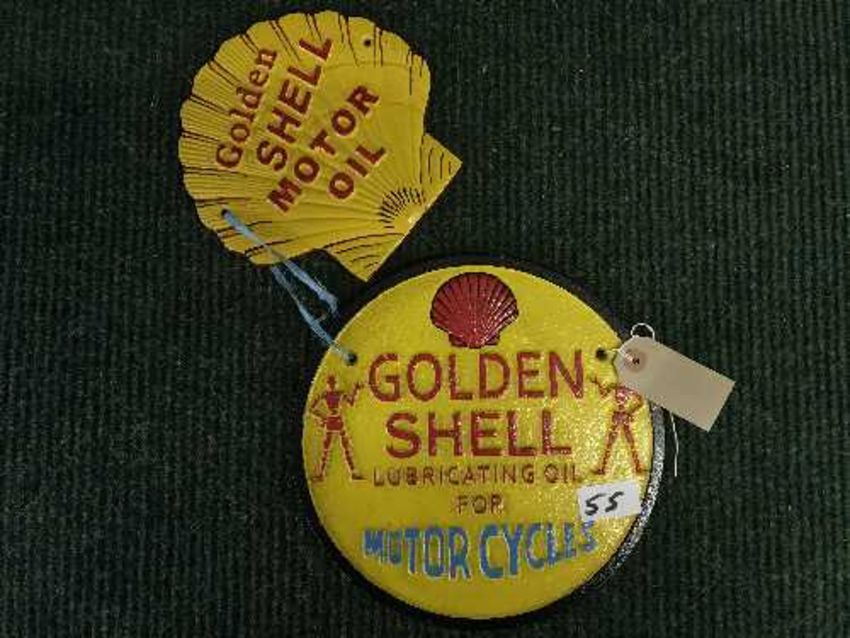 Golden
SHELL
MOTOR
OIL
GOLDEN
SHELL
LUBRICATING OIL
FOR
55
MOTOR CYCLES